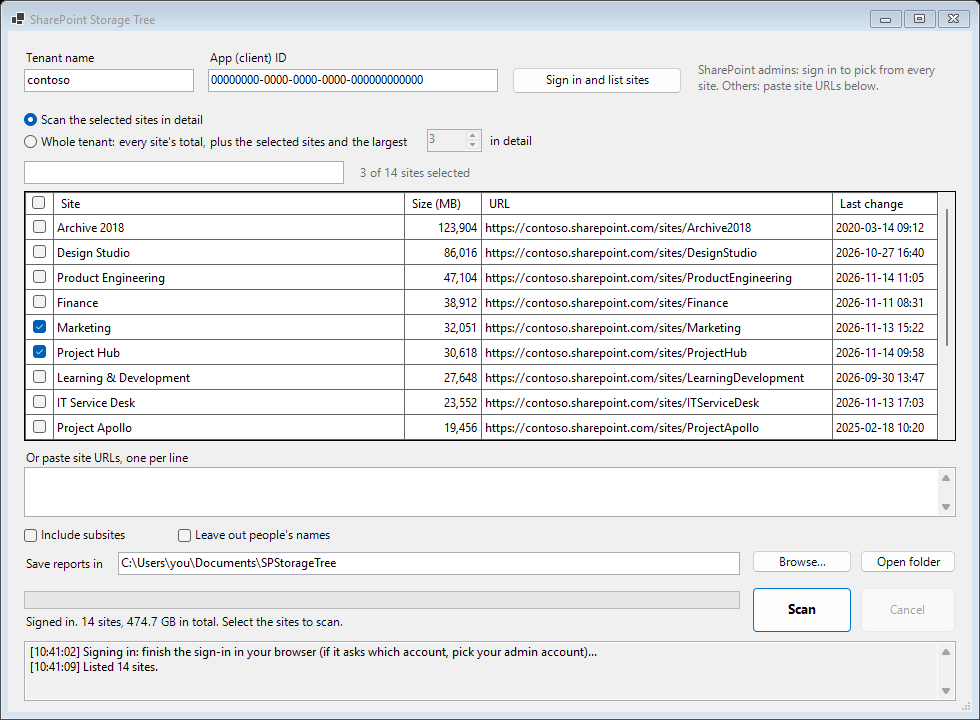 SharePoint Storage Tree
Tenant name
App (client) ID
contoso
00000000-0000-0000-0000-000000000000
Sign in and list sites
SharePoint admins: sign in to pick from every
site. Others: paste site URLs below.
Scan the selected sites in detail
Whole tenant: every site's total, plus the selected sites and the largest 3 in detail
3 of 14 sites selected
Site Size (MB) URL Last change
Archive 2018 123,904 https://contoso.sharepoint.com/sites/Archive2018 2020-03-14 09:12
Design Studio 86,016 https://contoso.sharepoint.com/sites/DesignStudio 2026-10-27 16:40
Product Engineering 47,104 https://contoso.sharepoint.com/sites/ProductEngineering 2026-11-14 11:05
Finance 38,912 https://contoso.sharepoint.com/sites/Finance 2026-11-11 08:31
Marketing 32,051 https://contoso.sharepoint.com/sites/Marketing 2026-11-13 15:22
Project Hub 30,618 https://contoso.sharepoint.com/sites/ProjectHub 2026-11-14 09:58
Learning & Development 27,648 https://contoso.sharepoint.com/sites/LearningDevelopment 2026-09-30 13:47
IT Service Desk 23,552 https://contoso.sharepoint.com/sites/ITServiceDesk 2026-11-13 17:03
Project Apollo 19,456 https://contoso.sharepoint.com/sites/ProjectApollo 2025-02-18 10:20
Or paste site URLs, one per line
Include subsites
Leave out people's names
Save reports in
C:\Users\you\Documents\SPStorageTree
Browse...
Open folder
Scan
Cancel
Signed in. 14 sites, 474.7 GB in total. Select the sites to scan.
[10:41:02] Signing in: finish the sign-in in your browser (if it asks which account, pick your admin account)...
[10:41:09] Listed 14 sites.